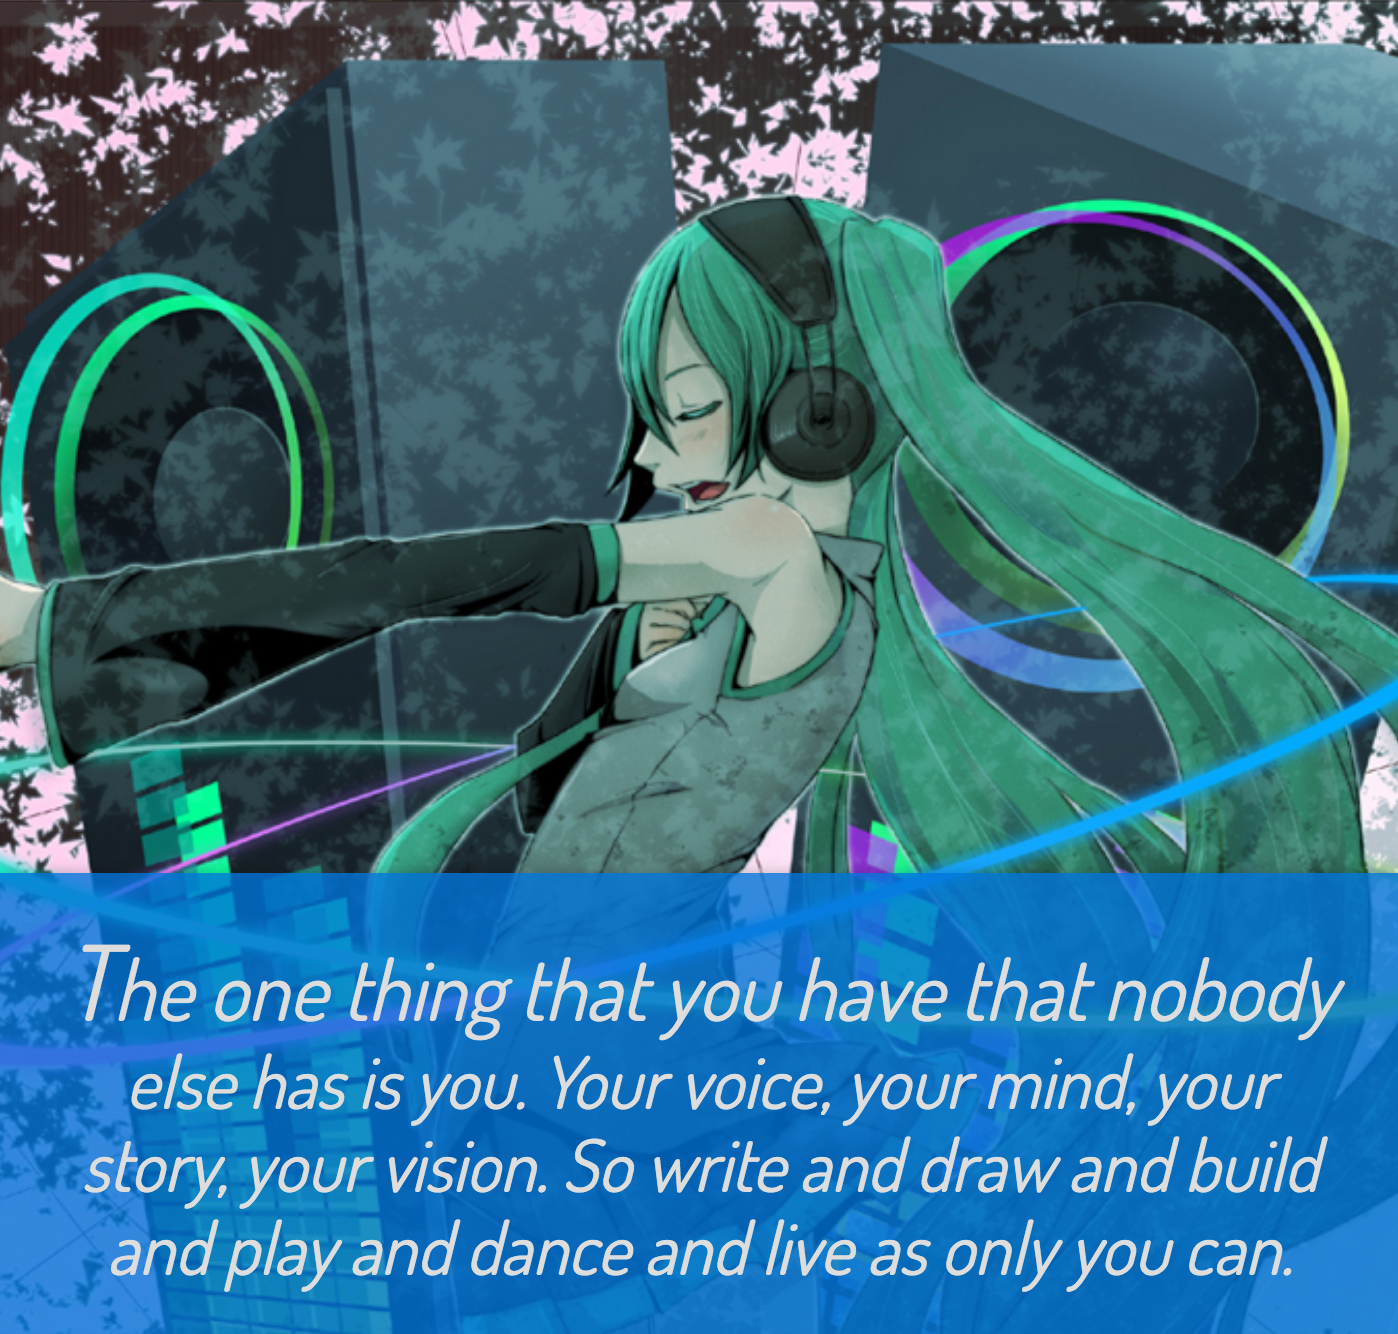 The one thing that you have that nobody
else has is you. Your voice, your mind, your
story, your vision. So write and draw and build
and play and dance and live as only you can.